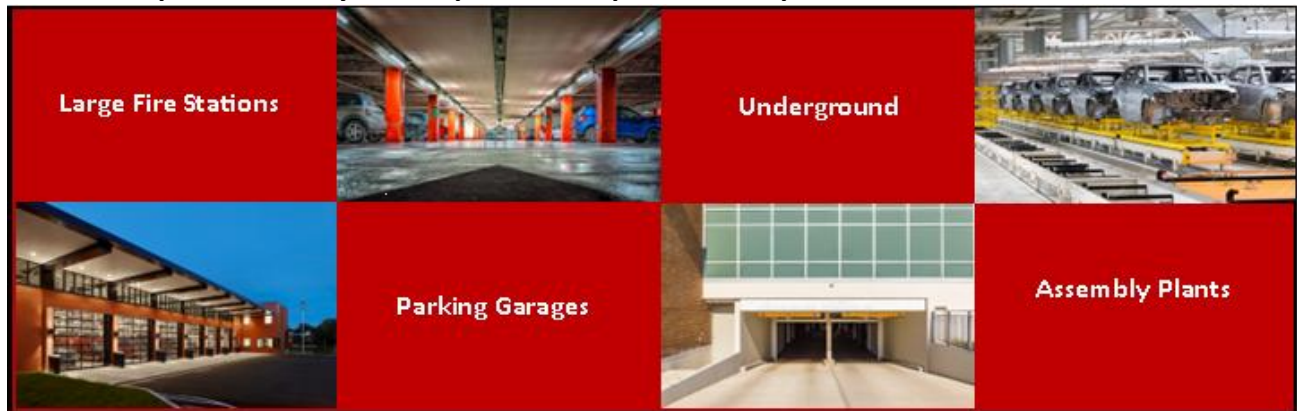 Large Fire Stations
Underground
Parking Garages
Assembly Plants